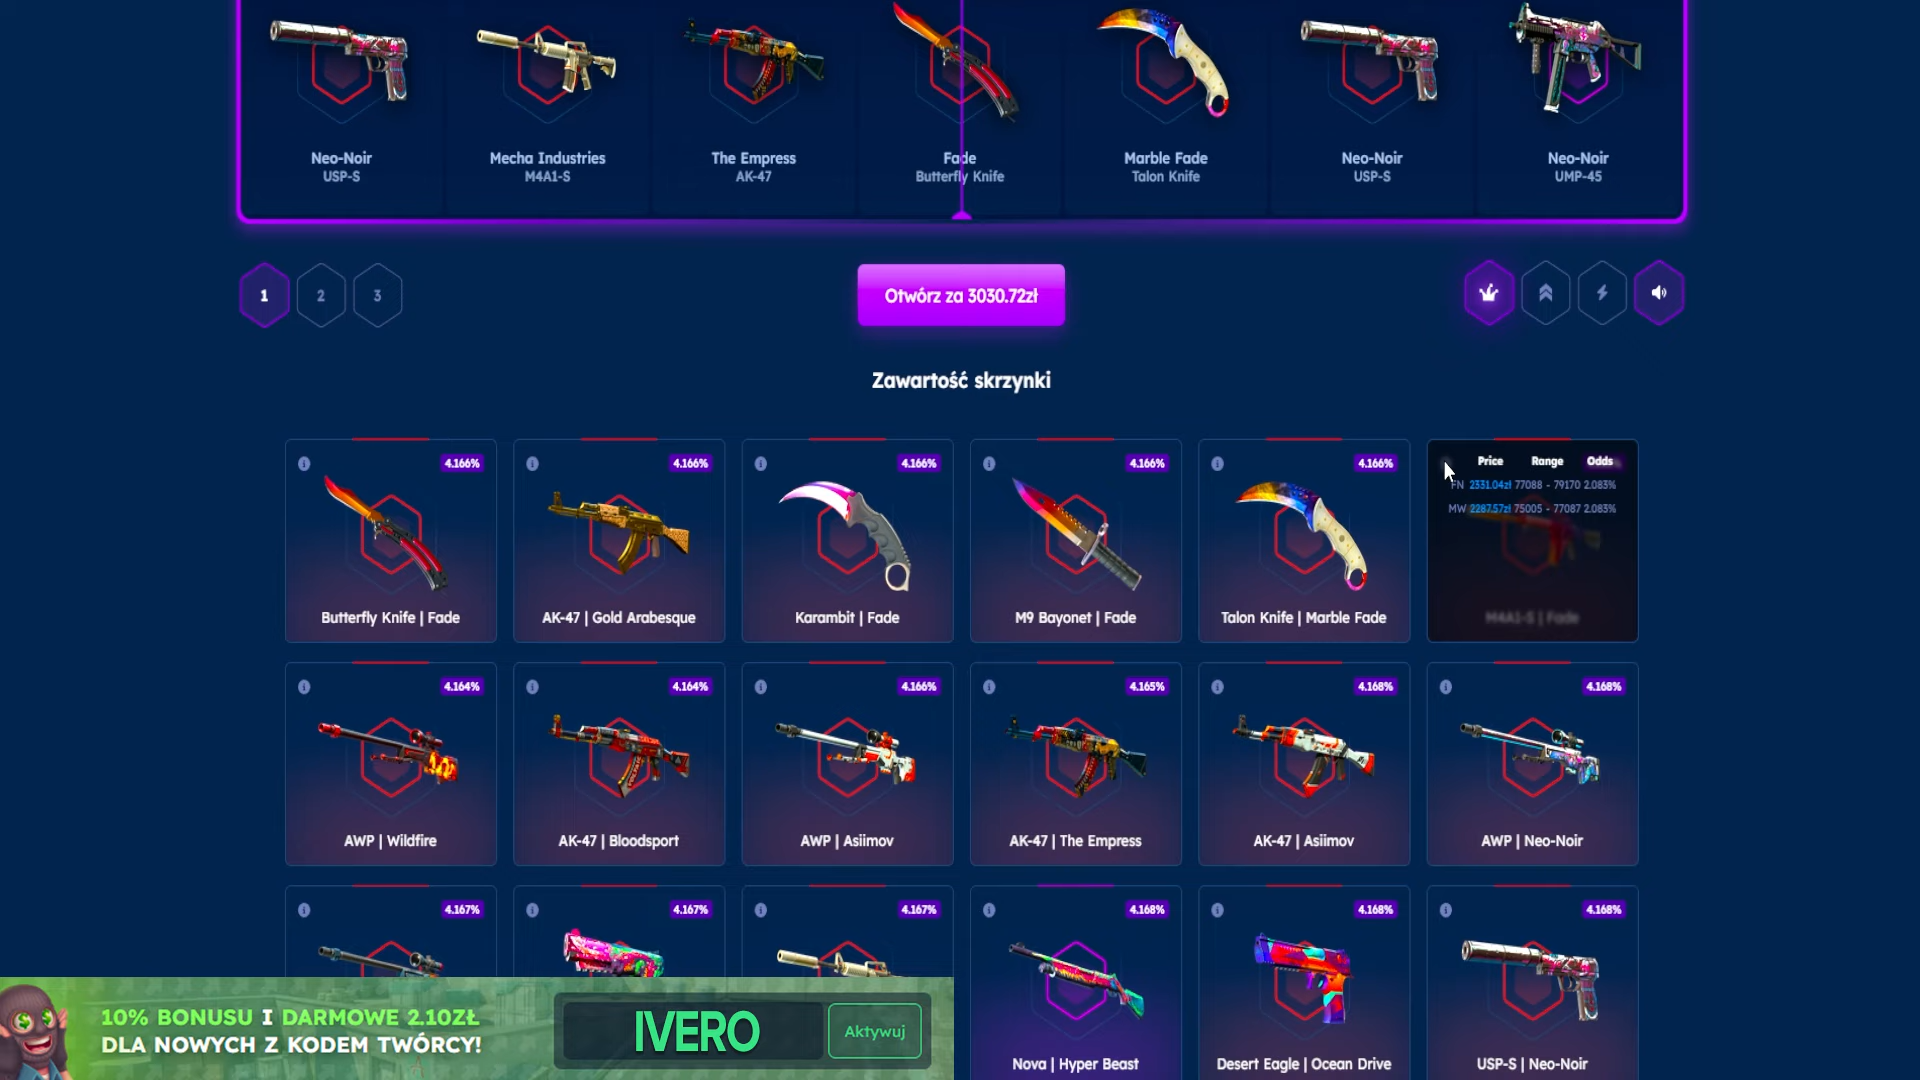 Neo-Noir
USP-S
Mecha Industries
M4A1-S
The Empress
AK-47
Fade
Butterfly Knife
Marble Fade
Talon Knife
Neo-Noir
USP-S
Neo-Noir
UMP-45
1
2
3
Otwórz za 3030.72zł
Zawartość skrzynki
4.166%
Butterfly Knife | Fade
4.166%
AK-47 | Gold Arabesque
4.166%
Karambit | Fade
4.166%
M9 Bayonet | Fade
4.166%
Talon Knife | Marble Fade
Price Range Odds
FN 2331.04zł 77088 - 79170 2.083%
MW 2287.57zł 75005 - 77087 2.083%
M4A1-S | Fade
4.164%
AWP | Wildfire
4.164%
AK-47 | Bloodsport
4.166%
AWP | Asiimov
4.165%
AK-47 | The Empress
4.168%
AK-47 | Asiimov
4.168%
AWP | Neo-Noir
4.167%
4.167%
4.167%
4.168%
Nova | Hyper Beast
4.168%
Desert Eagle | Ocean Drive
4.168%
USP-S | Neo-Noir
10% BONUSU I DARMOWE 2.10ZŁ
DLA NOWYCH Z KODEM TWÓRCY!
IVERO
Aktywuj